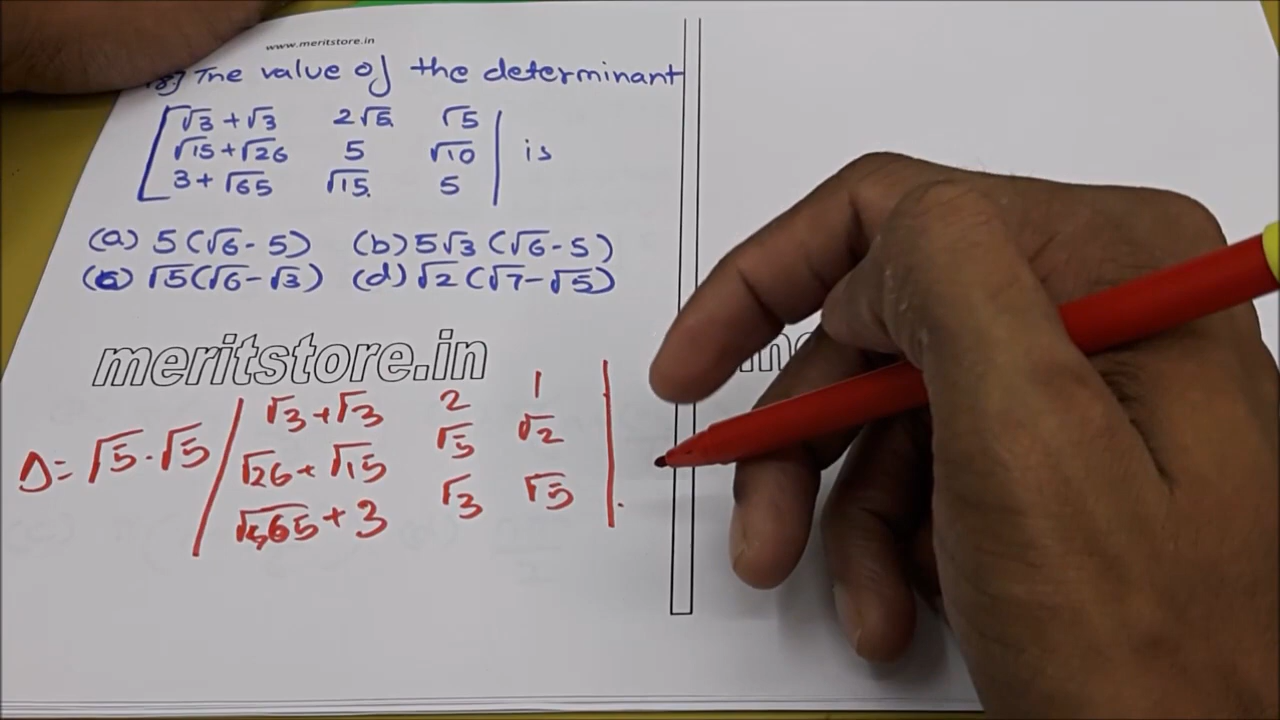 www.meritstore.in
The value of the determinant
√3 + √3 2√5 √5
√15 + √26 5 √10 is
3 + √65 √15 5
(a) 5(√6 - 5) (b) 5√3 (√6 - 5)
(c) √5(√6 - √3) (d) √2 (√7 - √5)
meritstore.in
√3 + √3 2 1
Δ = √5 . √5 √26 + √15 √5 √2
√65 + 3 √3 √5